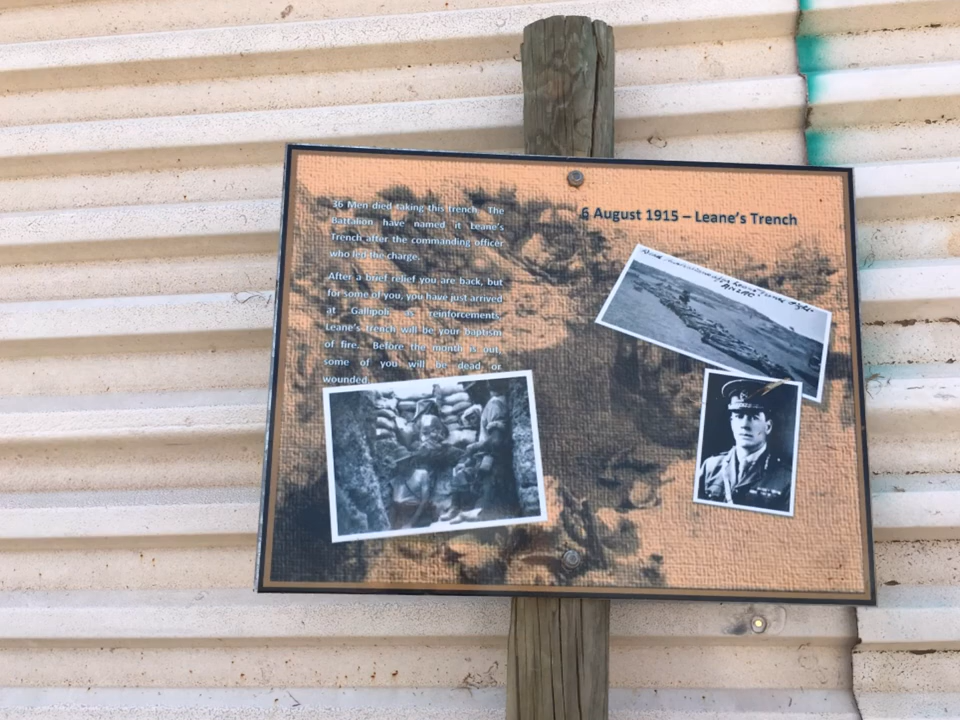 6 August 1915 – Leane's Trench
36 Men died taking this trench. The
Battalion have named it Leane's
Trench after the commanding officer
who led the charge.
After a brief relief you are back, but
for some of you, you have just arrived
at Gallipoli as reinforcements.
Leane's Trench will be your baptism
of fire. Before the month is out,
some of you will be dead or
wounded.
ANZAC